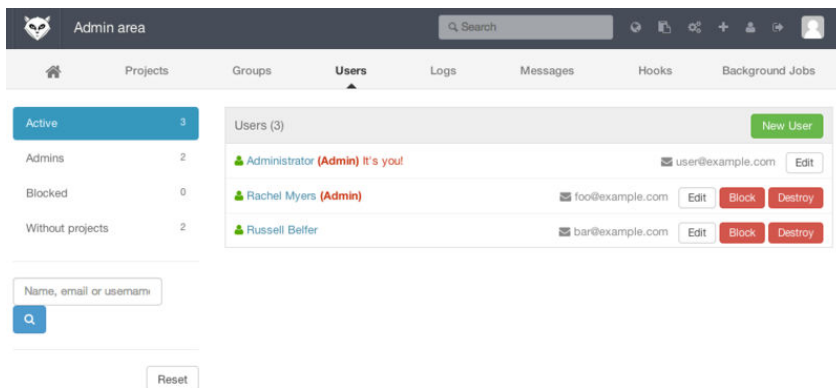 Admin area Search
Projects Groups Users Logs Messages Hooks Background Jobs
Active 3
Admins 2
Blocked 0
Without projects 2
Name, email or usernam
Reset
Users (3) New User
Administrator (Admin) It's you! user@example.com Edit
Rachel Myers (Admin) foo@example.com Edit Block Destroy
Russell Belfer bar@example.com Edit Block Destroy